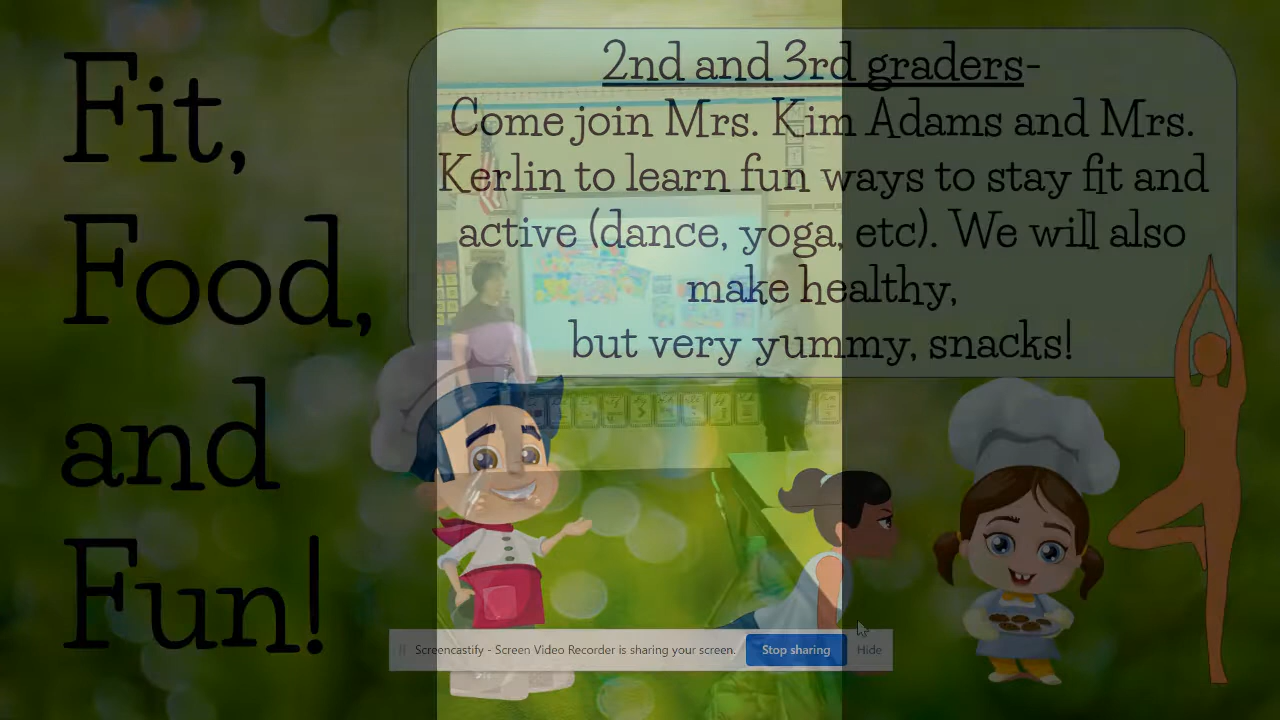 Fit,
Food,
and
Fun!
2nd and 3rd graders-
Come join Mrs. Kim Adams and Mrs.
Kerlin to learn fun ways to stay fit and
active (dance, yoga, etc). We will also
make healthy,
but very yummy, snacks!
Screencastify - Screen Video Recorder is sharing your screen.
Stop sharing
Hide